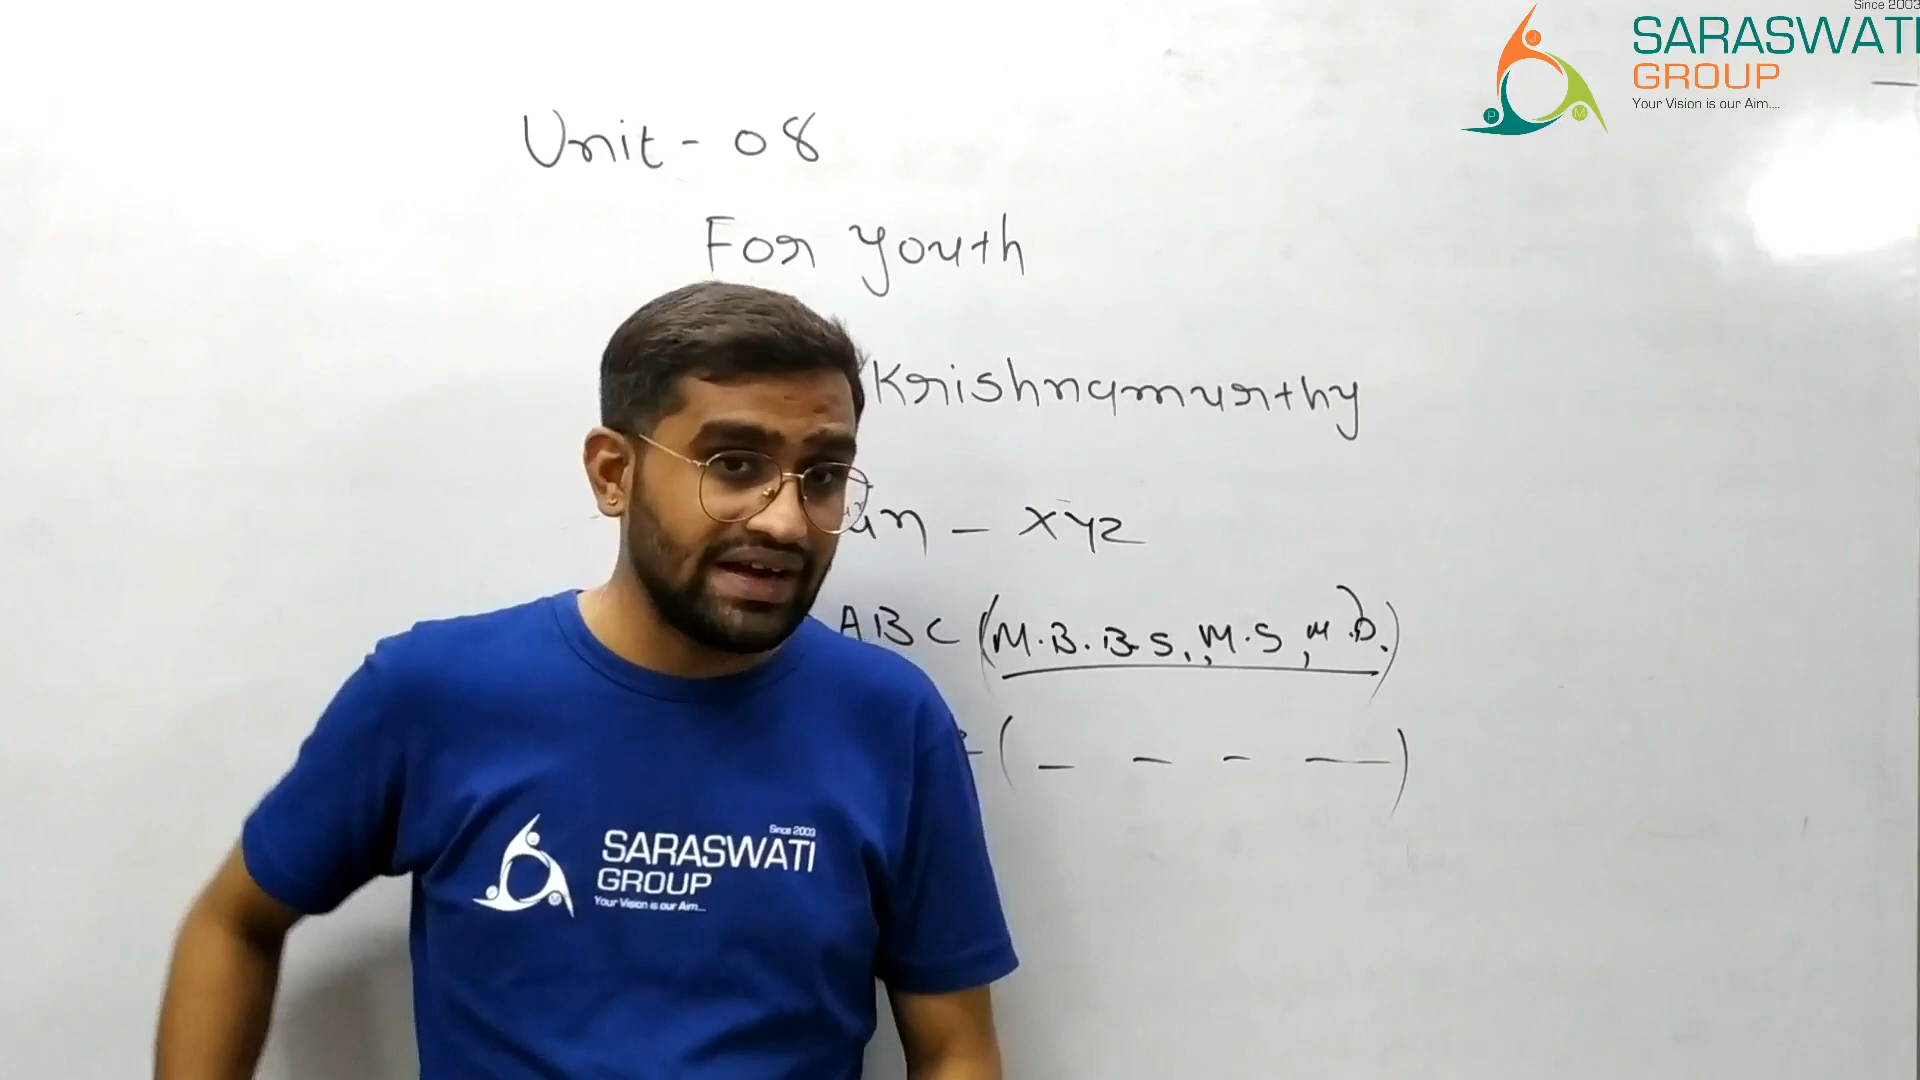 Since 2003
SARASWATI
GROUP
Your Vision is our Aim....
Unit - 08
For youth
Krishnamurthy
- XYZ
ABC (M.B.B.S., M.S, M.D.)
(_ _ _ _)
Since 2003
SARASWATI
GROUP
Your Vision is our Aim...